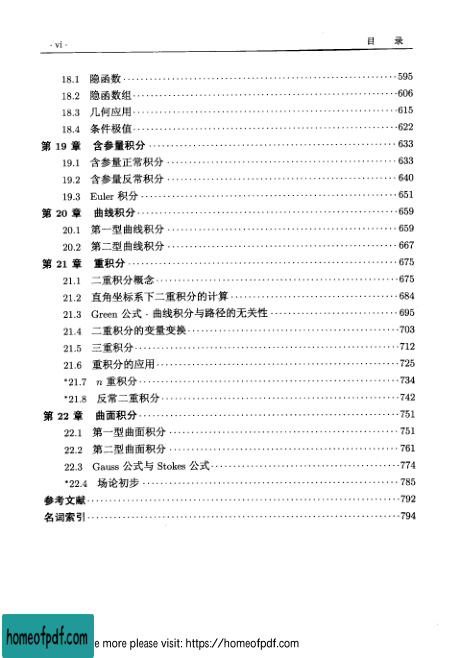 · vi ·
目 录
18.1 隐函数 595
18.2 隐函数组 606
18.3 几何应用 615
18.4 条件极值 622
第 19 章 含参量积分 633
19.1 含参量正常积分 633
19.2 含参量反常积分 640
19.3 Euler 积分 651
第 20 章 曲线积分 659
20.1 第一型曲线积分 659
20.2 第二型曲线积分 667
第 21 章 重积分 675
21.1 二重积分概念 675
21.2 直角坐标系下二重积分的计算 684
21.3 Green 公式 · 曲线积分与路径的无关性 695
21.4 二重积分的变量变换 703
21.5 三重积分 712
21.6 重积分的应用 725
*21.7 n 重积分 734
*21.8 反常二重积分 742
第 22 章 曲面积分 751
22.1 第一型曲面积分 751
22.2 第二型曲面积分 761
22.3 Gauss 公式与 Stokes 公式 774
*22.4 场论初步 785
参考文献 792
名词索引 794
homeofpdf.com
e more please visit: https://homeofpdf.com